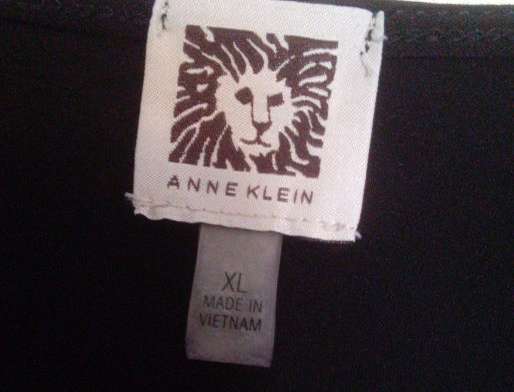 ANNE KLEIN
XL
MADE IN
VIETNAM